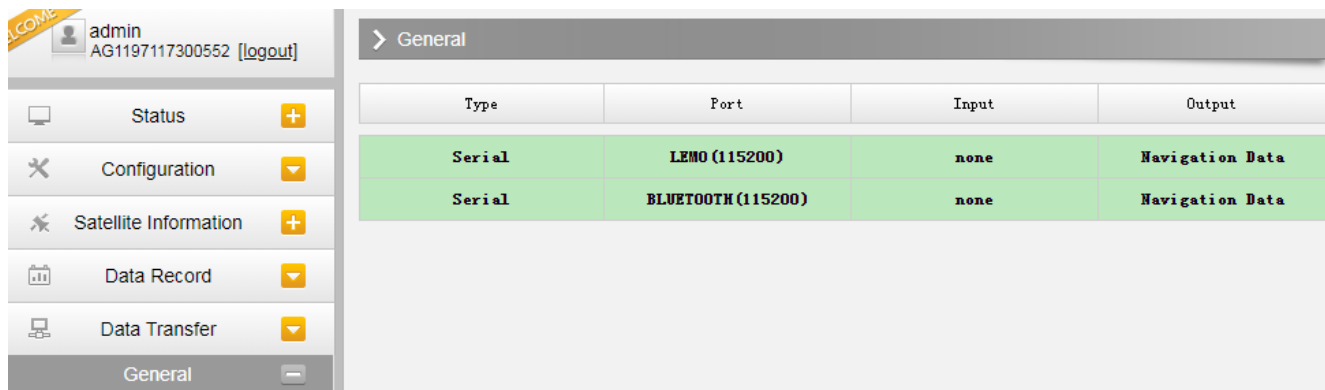 ELCOME
admin
AG1197117300552 [logout]
Status
Configuration
Satellite Information
Data Record
Data Transfer
General
General
Type Port Input Output
Serial LEMO(115200) none Navigation Data
Serial BLUETOOTH(115200) none Navigation Data